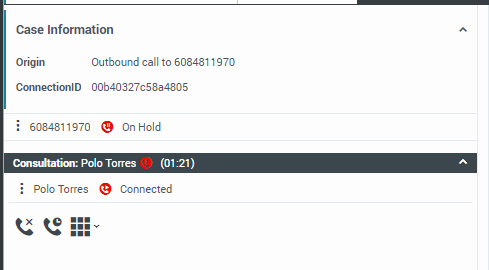 Case Information
Origin Outbound call to 6084811970
ConnectionID 00b40327c58a4805
6084811970 On Hold
Consultation: Polo Torres (01:21)
Polo Torres Connected